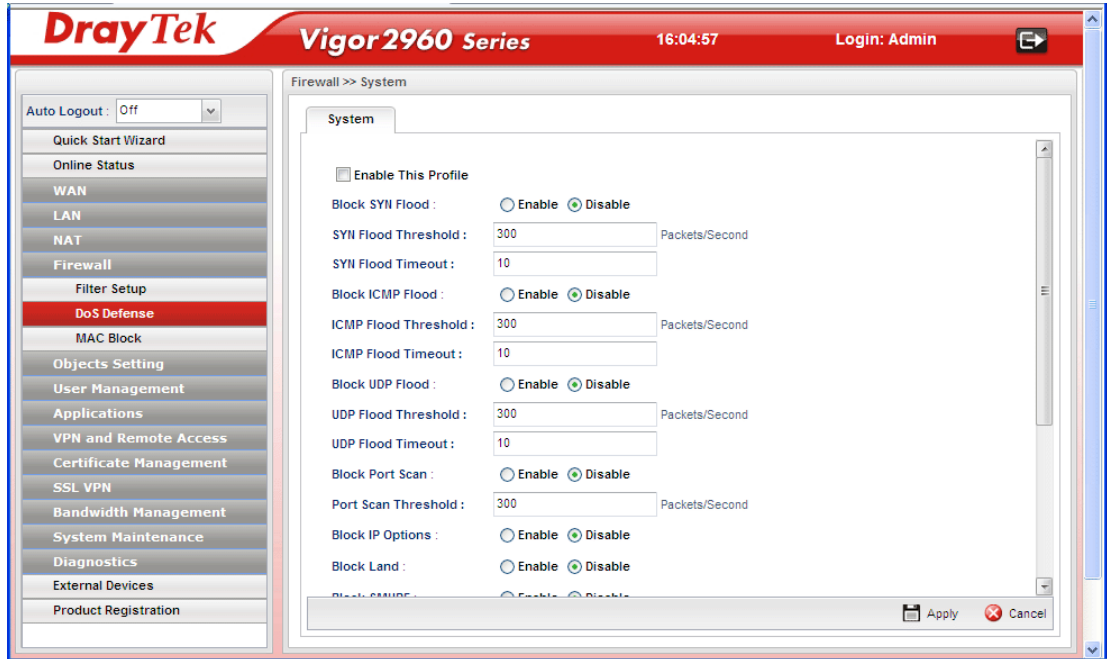 DrayTek
Vigor2960 Series
16:04:57
Login: Admin
Auto Logout : Off
Quick Start Wizard
Online Status
WAN
LAN
NAT
Firewall
Filter Setup
DoS Defense
MAC Block
Objects Setting
User Management
Applications
VPN and Remote Access
Certificate Management
SSL VPN
Bandwidth Management
System Maintenance
Diagnostics
External Devices
Product Registration
Firewall >> System
System
Enable This Profile
Block SYN Flood : Enable Disable
SYN Flood Threshold : 300 Packets/Second
SYN Flood Timeout : 10
Block ICMP Flood : Enable Disable
ICMP Flood Threshold : 300 Packets/Second
ICMP Flood Timeout : 10
Block UDP Flood : Enable Disable
UDP Flood Threshold : 300 Packets/Second
UDP Flood Timeout : 10
Block Port Scan : Enable Disable
Port Scan Threshold : 300 Packets/Second
Block IP Options : Enable Disable
Block Land : Enable Disable
Block SMURF : Enable Disable
Apply Cancel